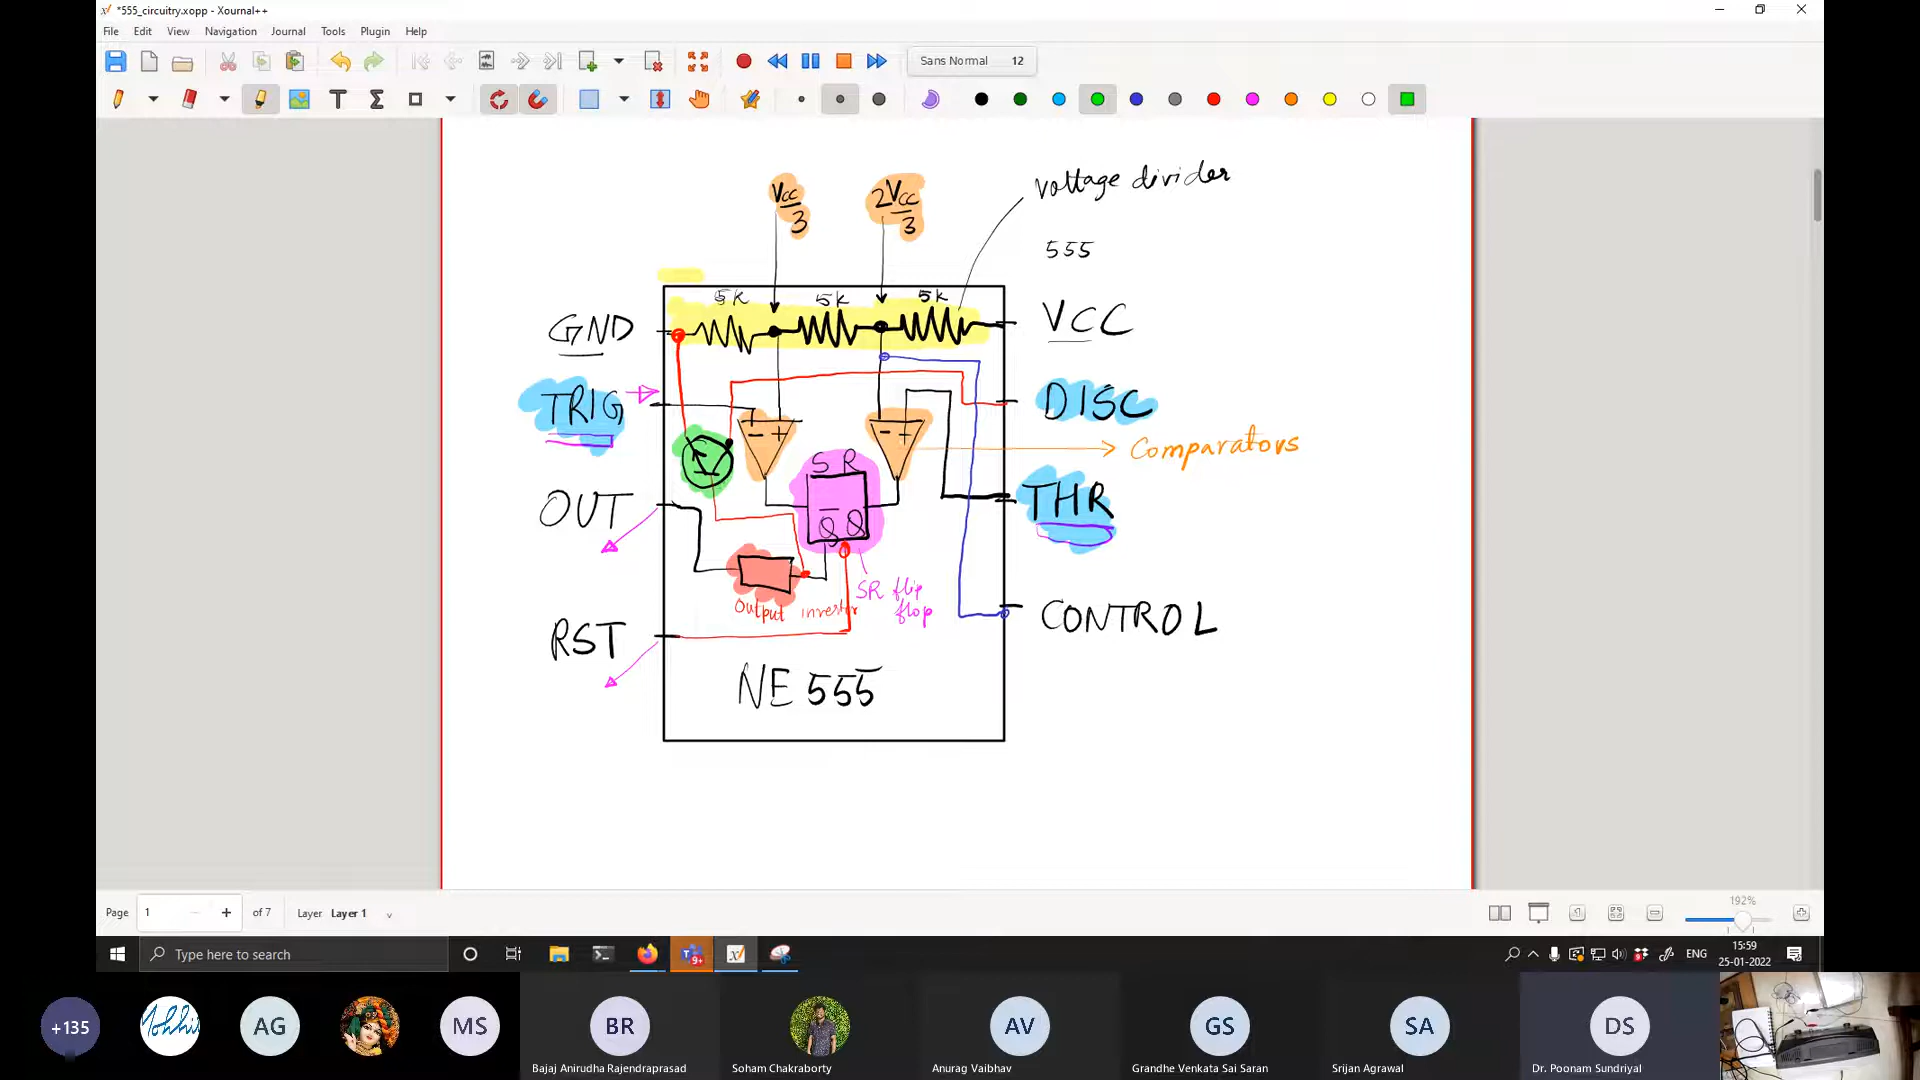 *555_circuitry.xopp - Xournal++
File Edit View Navigation Journal Tools Plugin Help
Sans Normal 12
Vcc/3
2Vcc/3
voltage divider
555
5k 5k 5k
GND
VCC
TRIG
DISC
- +
- +
Comparators
S R
THR
OUT
Q̅ Q
SR flip
flop
Output inverter
RST
CONTROL
NE 555
Page 1 of 7 Layer Layer 1
192%
Type here to search
9+
ENG
15:59
25-01-2022
+135
AG
MS
BR
AV
GS
SA
DS
Bajaj Anirudha Rajendraprasad
Soham Chakraborty
Anurag Vaibhav
Grandhe Venkata Sai Saran
Srijan Agrawal
Dr. Poonam Sundriyal